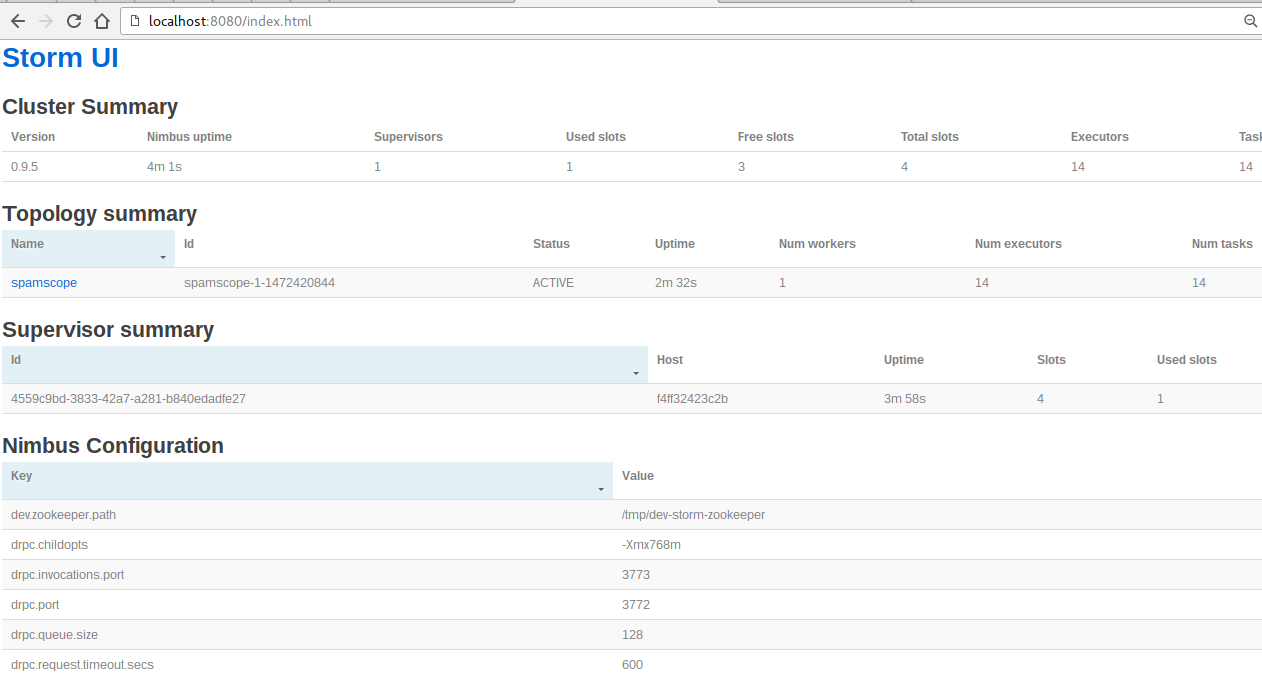 localhost:8080/index.html
Storm UI
Cluster Summary
Version Nimbus uptime Supervisors Used slots Free slots Total slots Executors Task
0.9.5 4m 1s 1 1 3 4 14 14
Topology summary
Name Id Status Uptime Num workers Num executors Num tasks
spamscope spamscope-1-1472420844 ACTIVE 2m 32s 1 14 14
Supervisor summary
Id Host Uptime Slots Used slots
4559c9bd-3833-42a7-a281-b840edadfe27 f4ff32423c2b 3m 58s 4 1
Nimbus Configuration
Key Value
dev.zookeeper.path /tmp/dev-storm-zookeeper
drpc.childopts -Xmx768m
drpc.invocations.port 3773
drpc.port 3772
drpc.queue.size 128
drpc.request.timeout.secs 600